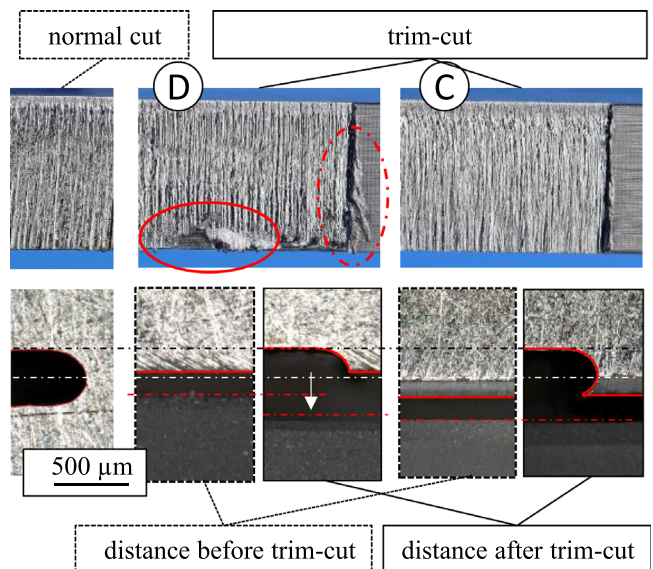 normal cut
trim-cut
D
C
500 µm
distance before trim-cut
distance after trim-cut